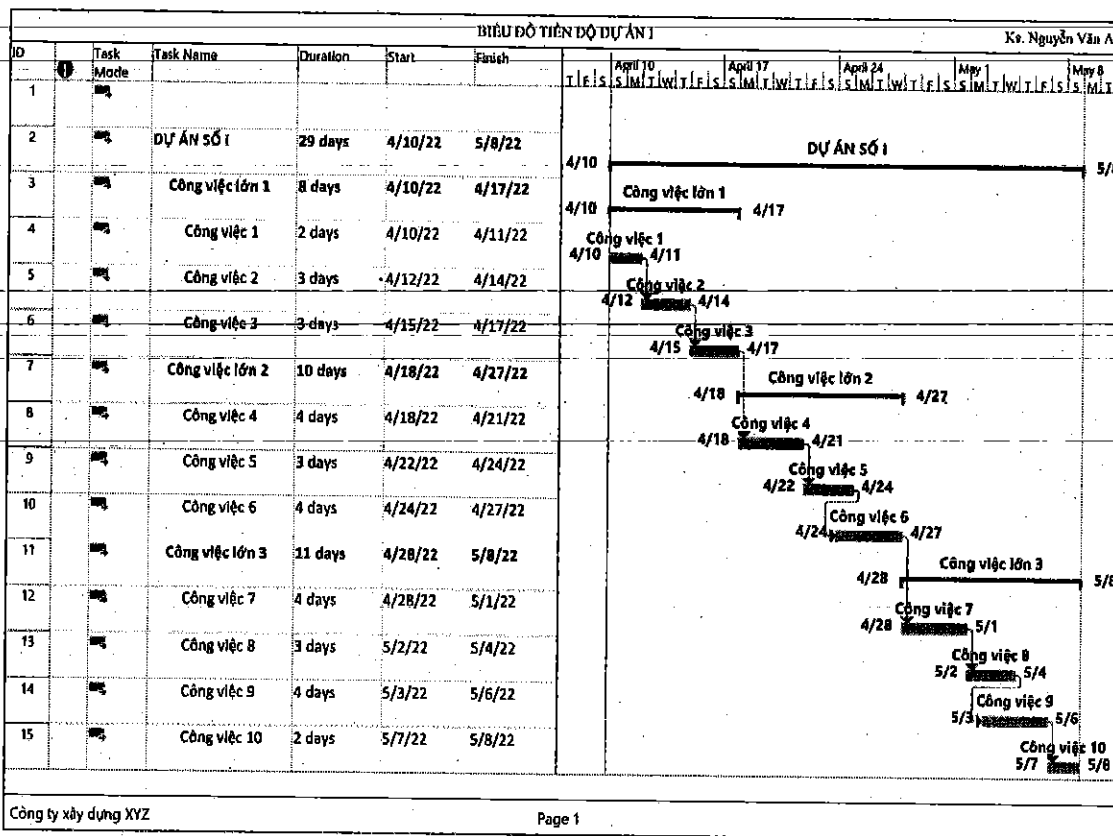 BIỂU ĐỒ TIẾN ĐỘ DỰ ÁN 1
Ks. Nguyễn Văn A
ID Task Mode Task Name Duration Start Finish
April 10 April 17 April 24 May 1 May 8
T F S S M T W T F S S M T W T F S S M T W T F S S M T W T F S S M T
1
2 DỰ ÁN SỐ 1 29 days 4/10/22 5/8/22
DỰ ÁN SỐ 1
4/10
3 Công việc lớn 1 8 days 4/10/22 4/17/22
Công việc lớn 1
4/10 4/17
4 Công việc 1 2 days 4/10/22 4/11/22
Công việc 1
4/10 4/11
5 Công việc 2 3 days 4/12/22 4/14/22
Công việc 2
4/12 4/14
6 Công việc 3 3 days 4/15/22 4/17/22
Công việc 3
4/15 4/17
7 Công việc lớn 2 10 days 4/18/22 4/27/22
Công việc lớn 2
4/18 4/27
8 Công việc 4 4 days 4/18/22 4/21/22
Công việc 4
4/18 4/21
9 Công việc 5 3 days 4/22/22 4/24/22
Công việc 5
4/22 4/24
10 Công việc 6 4 days 4/24/22 4/27/22
Công việc 6
4/24 4/27
11 Công việc lớn 3 11 days 4/28/22 5/8/22
Công việc lớn 3
4/28 5/8
12 Công việc 7 4 days 4/28/22 5/1/22
Công việc 7
4/28 5/1
13 Công việc 8 3 days 5/2/22 5/4/22
Công việc 8
5/2 5/4
14 Công việc 9 4 days 5/3/22 5/6/22
Công việc 9
5/3 5/6
15 Công việc 10 2 days 5/7/22 5/8/22
Công việc 10
5/7 5/8
Công ty xây dựng XYZ
Page 1